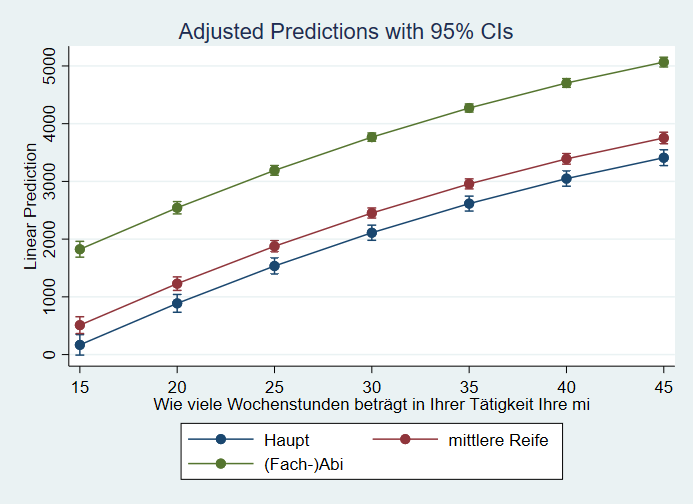 Adjusted Predictions with 95% CIs
Linear Prediction
5000
4000
3000
2000
1000
0
15 20 25 30 35 40 45
Wie viele Wochenstunden beträgt in Ihrer Tätigkeit Ihre mi
Haupt mittlere Reife
(Fach-)Abi